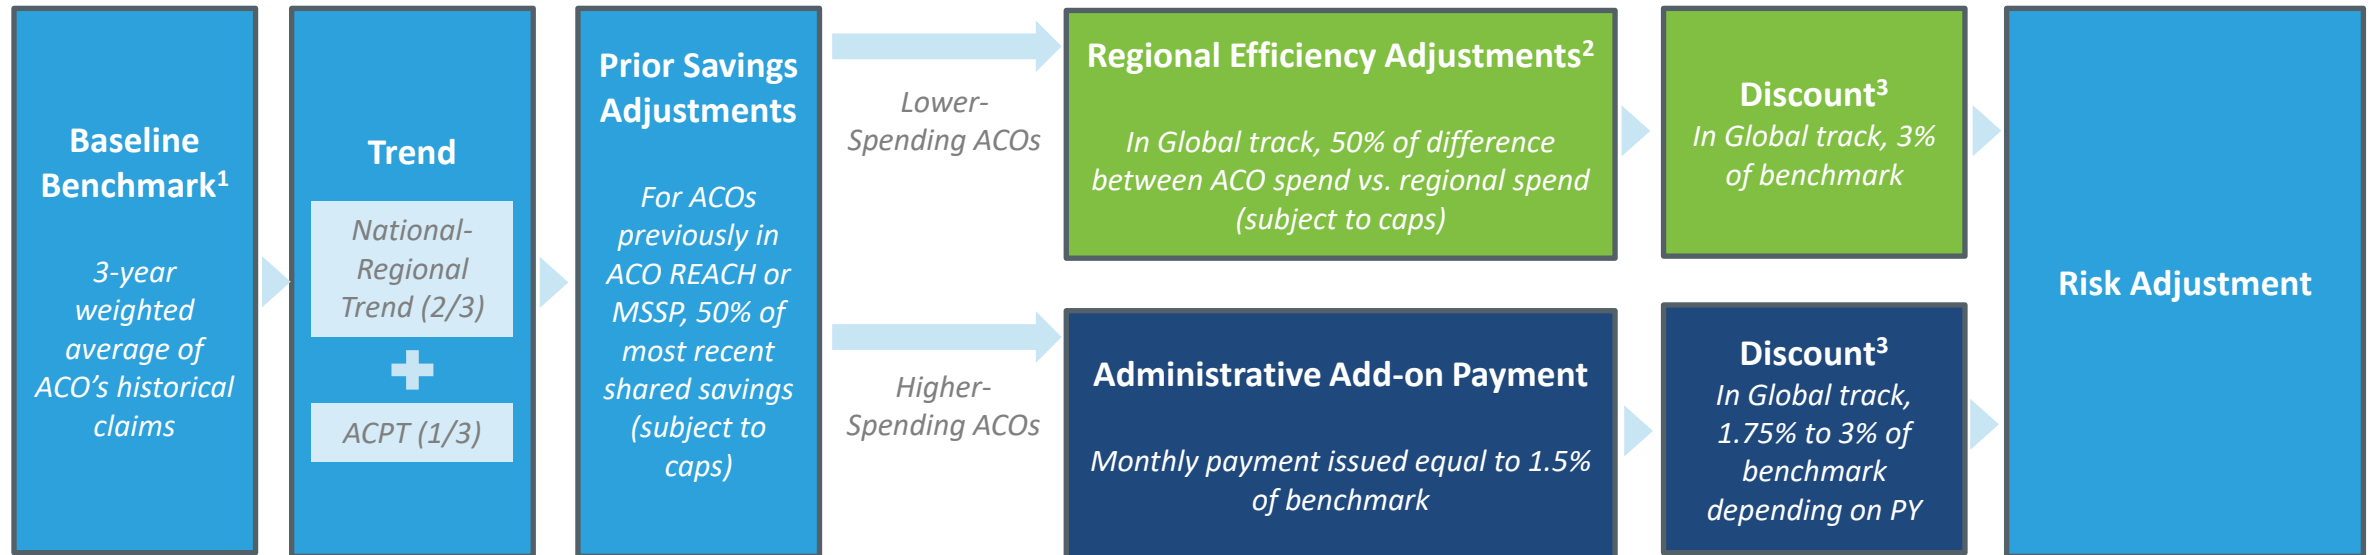 Baseline
Benchmark¹
3-year
weighted
average of
ACO’s historical
claims
Trend
National-
Regional
Trend (2/3)
ACPT (1/3)
Prior Savings
Adjustments
For ACOs
previously in
ACO REACH or
MSSP, 50% of
most recent
shared savings
(subject to
caps)
Lower-
Spending ACOs
Higher-
Spending ACOs
Regional Efficiency Adjustments²
In Global track, 50% of difference
between ACO spend vs. regional spend
(subject to caps)
Discount³
In Global track, 3%
of benchmark
Administrative Add-on Payment
Monthly payment issued equal to 1.5%
of benchmark
Discount³
In Global track,
1.75% to 3% of
benchmark
depending on PY
Risk Adjustment